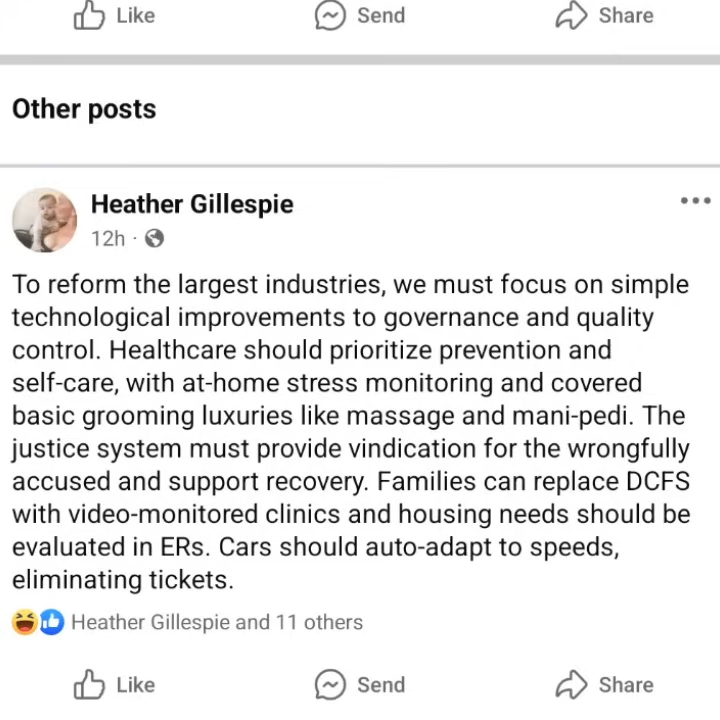 Like Send Share
Other posts
Heather Gillespie
12h ·
To reform the largest industries, we must focus on simple
technological improvements to governance and quality
control. Healthcare should prioritize prevention and
self-care, with at-home stress monitoring and covered
basic grooming luxuries like massage and mani-pedi. The
justice system must provide vindication for the wrongfully
accused and support recovery. Families can replace DCFS
with video-monitored clinics and housing needs should be
evaluated in ERs. Cars should auto-adapt to speeds,
eliminating tickets.
Heather Gillespie and 11 others
Like Send Share